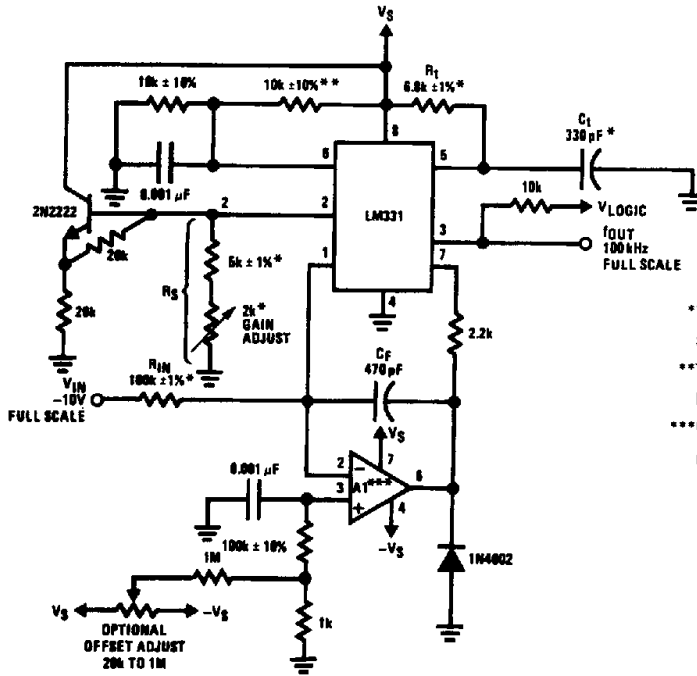 VS
10k ± 10%
10k ±10%**
Rt
6.8k ±1%*
Ct
330 pF*
8
6
5
0.001 µF
LM331
10k
VLOGIC
2N2222
2
2
3
fOUT
100 kHz
FULL SCALE
20k
1
7
5k ± 1%*
RS
4
20k
2k*
GAIN
ADJUST
2.2k
*
RIN
100k ±1%*
CF
470 pF
**
VIN
-10V
FULL SCALE
VS
***
2
7
0.001 µF
3
A1***
6
4
-VS
100k ± 10%
1N4002
1M
VS
-VS
1k
OPTIONAL
OFFSET ADJUST
20k TO 1M